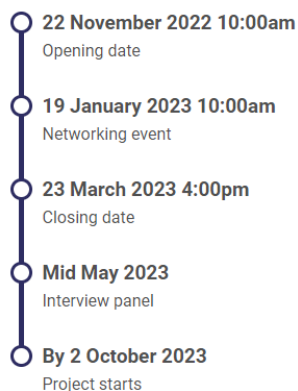 22 November 2022 10:00am
Opening date
19 January 2023 10:00am
Networking event
23 March 2023 4:00pm
Closing date
Mid May 2023
Interview panel
By 2 October 2023
Project starts